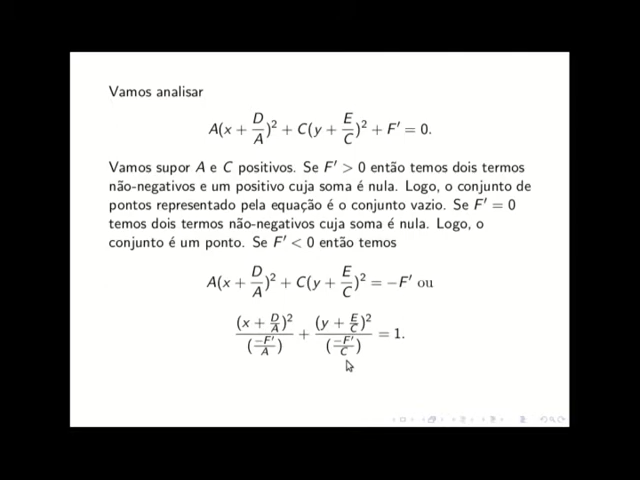 Vamos analisar
A(x + D/A)² + C(y + E/C)² + F′ = 0.
Vamos supor A e C positivos. Se F′ > 0 então temos dois termos
não-negativos e um positivo cuja soma é nula. Logo, o conjunto de
pontos representado pela equação é o conjunto vazio. Se F′ = 0
temos dois termos não-negativos cuja soma é nula. Logo, o
conjunto é um ponto. Se F′ < 0 então temos
A(x + D/A)² + C(y + E/C)² = −F′ ou
(x + D/A)²/(−F′/A) + (y + E/C)²/(−F′/C) = 1.